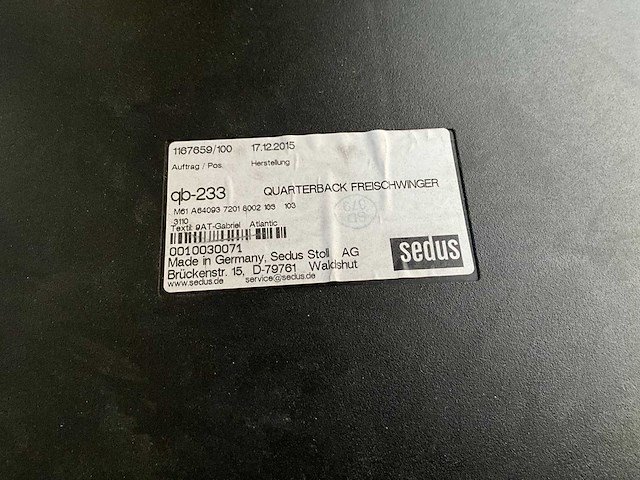 1167659/100 17.12.2015
Auftrag / Pos. Herstellung
qb-233 QUARTERBACK FREISCHWINGER
M61 A64093 7201 8002 103 103
3110
Textil: 9AT-Gabriel Atlantic
0010030071
Made in Germany, Sedus Stoll AG
Brückenstr. 15, D-79761 Waldshut
www.sedus.de service@sedus.de
sedus
373